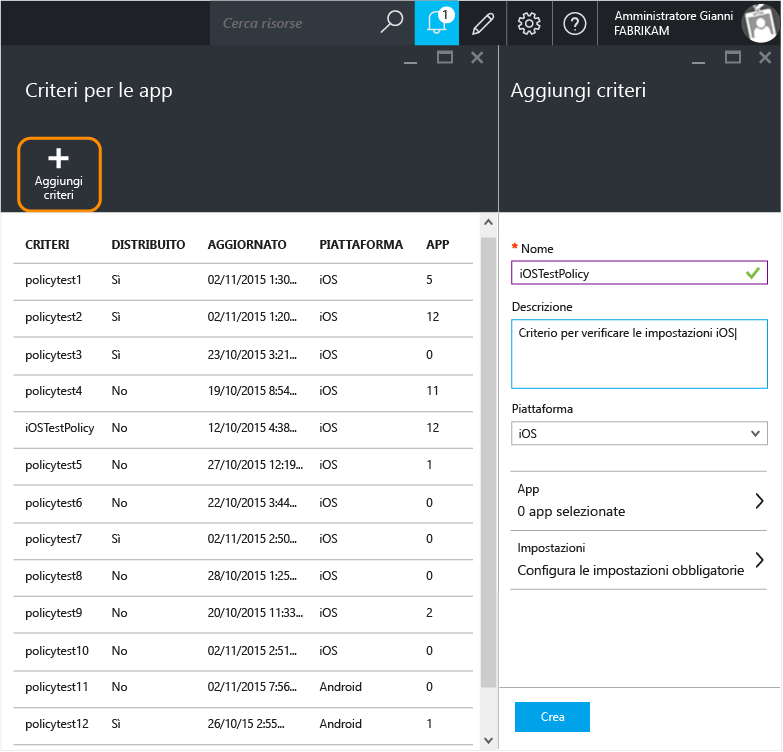 Cerca risorse
1
Amministratore Gianni
FABRIKAM
Criteri per le app
Aggiungi
criteri
CRITERI DISTRIBUITO AGGIORNATO PIATTAFORMA APP
policytest1 Sì 02/11/2015 1:30... iOS 5
policytest2 Sì 02/11/2015 1:20... iOS 12
policytest3 Sì 23/10/2015 3:21... iOS 0
policytest4 No 19/10/2015 8:54... iOS 11
iOSTestPolicy No 12/10/2015 4:38... iOS 12
policytest5 No 27/10/2015 12:19... iOS 1
policytest6 No 22/10/2015 3:44... iOS 0
policytest7 Sì 02/11/2015 2:50... iOS 0
policytest8 No 28/10/2015 1:25... iOS 0
policytest9 No 20/10/2015 11:33... iOS 2
policytest10 No 02/11/2015 2:51... iOS 0
policytest11 No 02/11/2015 7:56... Android 0
policytest12 Sì 26/10/15 2:55... Android 1
Aggiungi criteri
* Nome
iOSTestPolicy
Descrizione
Criterio per verificare le impostazioni iOS
Piattaforma
iOS
App
0 app selezionate
Impostazioni
Configura le impostazioni obbligatorie
Crea